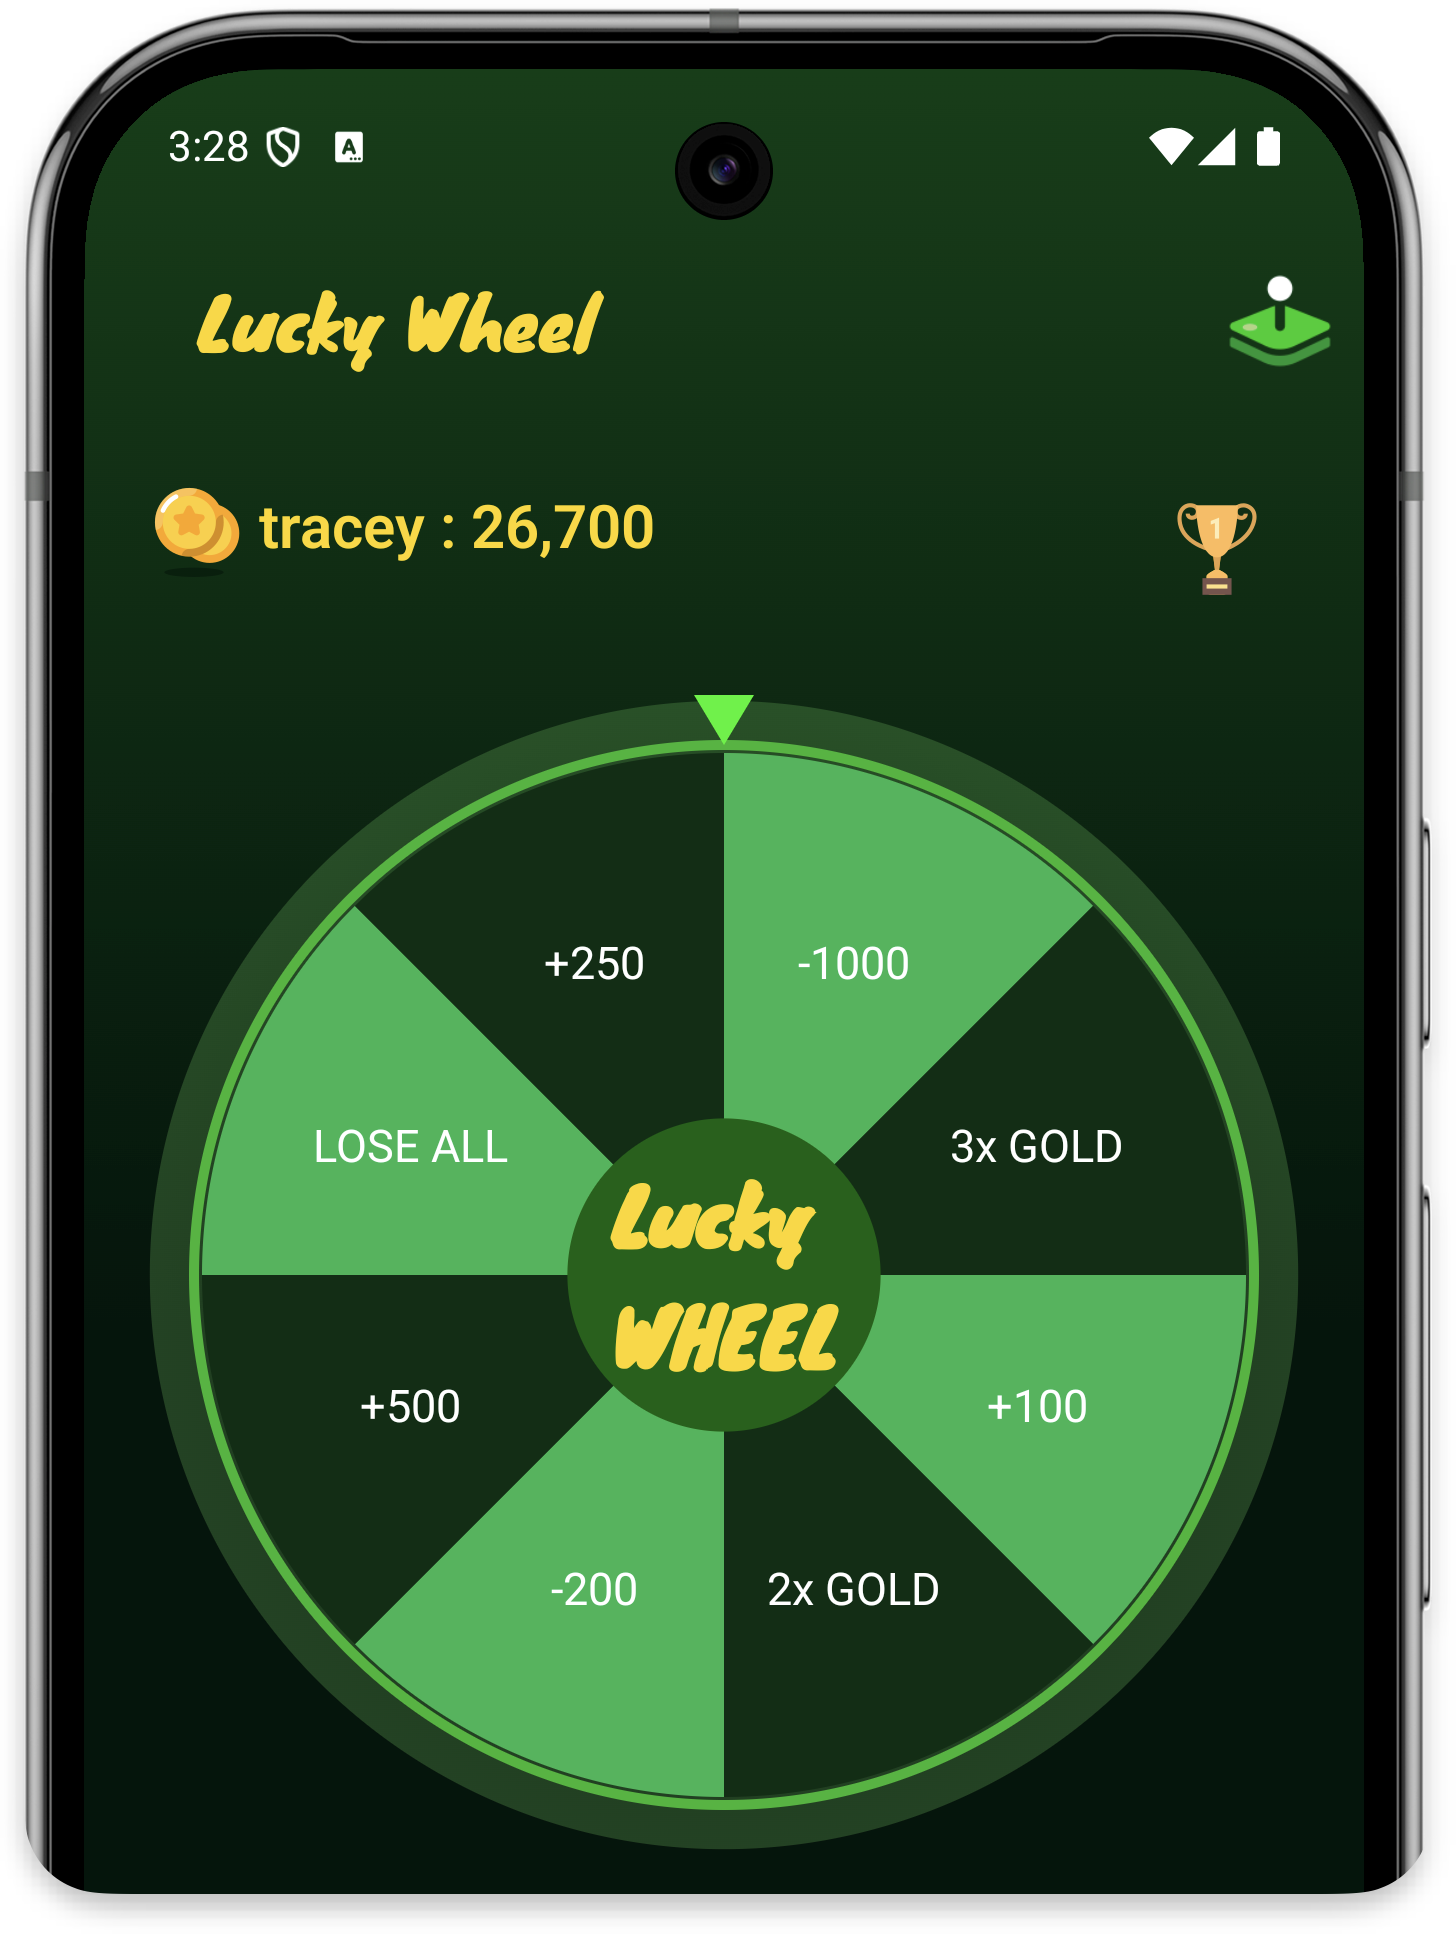 3:28
Lucky Wheel
tracey : 26,700
1
+250
-1000
LOSE ALL
3x GOLD
Lucky
WHEEL
+500
+100
-200
2x GOLD